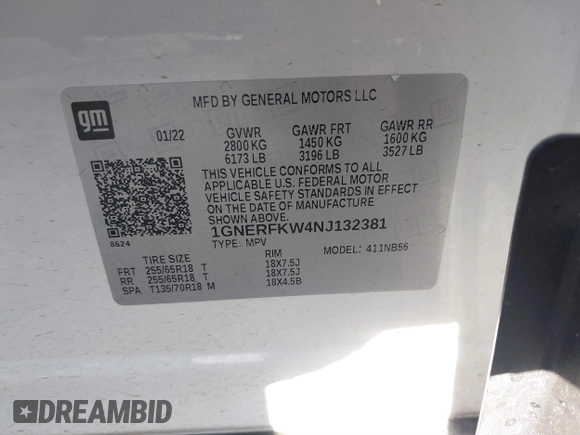 MFD BY GENERAL MOTORS LLC
gm
01/22 GVWR GAWR FRT GAWR RR
2800 KG 1450 KG 1600 KG
6173 LB 3196 LB 3527 LB
THIS VEHICLE CONFORMS TO ALL
APPLICABLE U.S. FEDERAL MOTOR
VEHICLE SAFETY STANDARDS IN EFFECT
ON THE DATE OF MANUFACTURE
SHOWN ABOVE.
8624
1GNERFKW4NJ132381
TYPE: MPV MODEL: 411NB56
TIRE SIZE RIM
FRT 255/65R18 T 18X7.5J
RR 255/65R18 T 18X7.5J
SPA T135/70R18 M 18X4.5B
DREAMBID